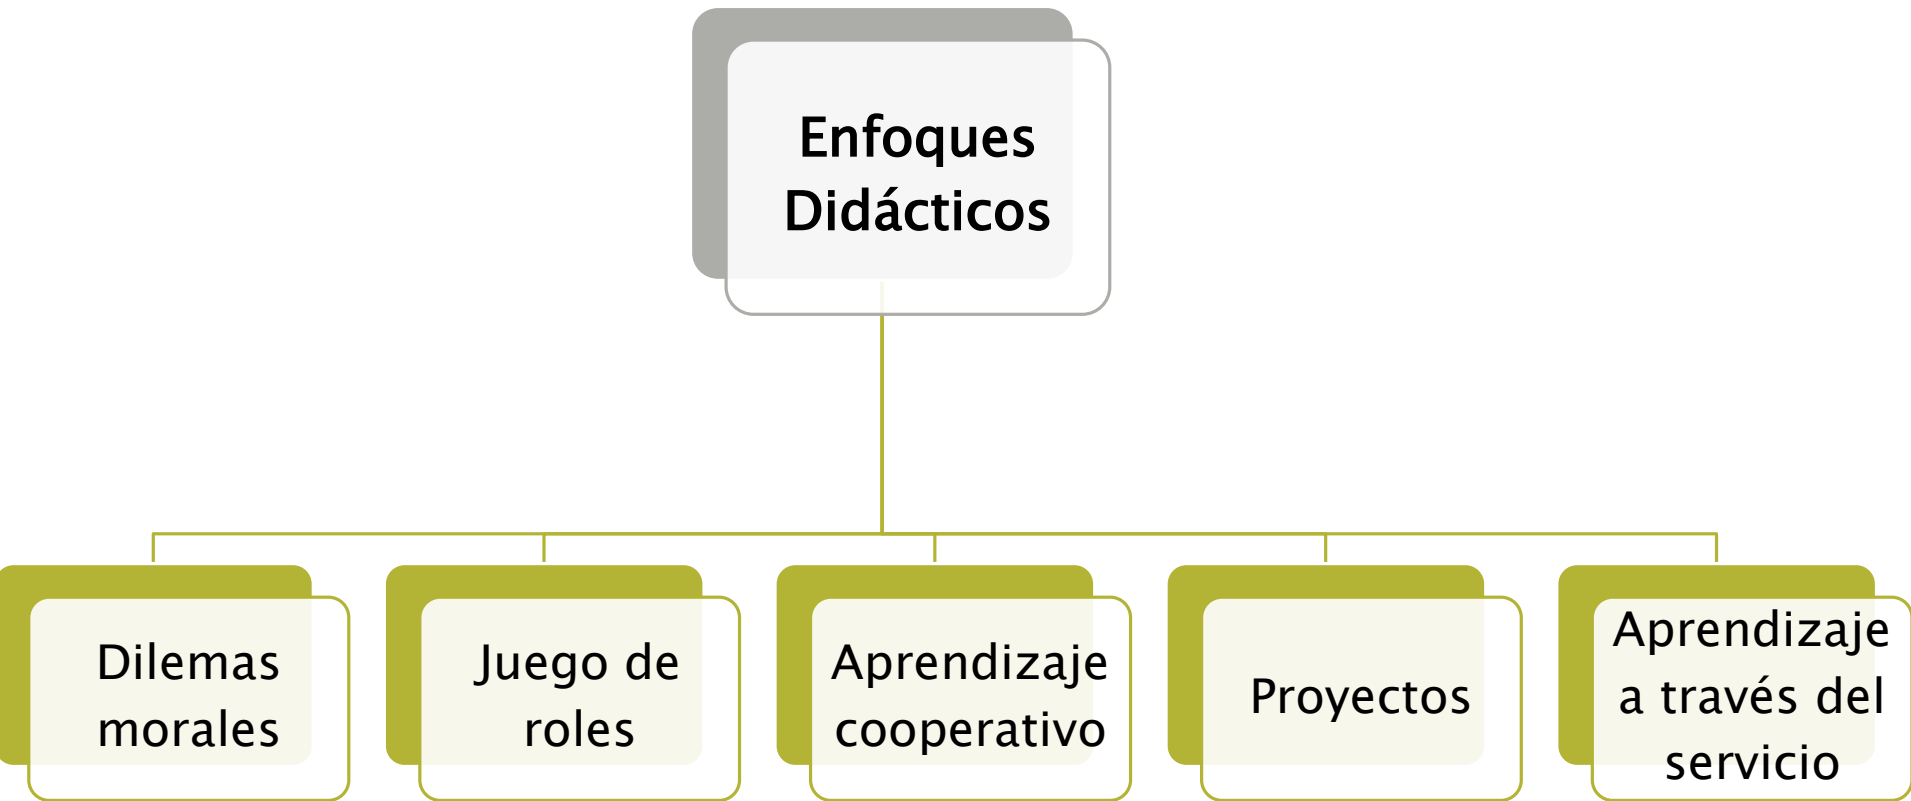 Enfoques
Didácticos
Dilemas
morales
Juego de
roles
Aprendizaje
cooperativo
Proyectos
Aprendizaje
a través del
servicio